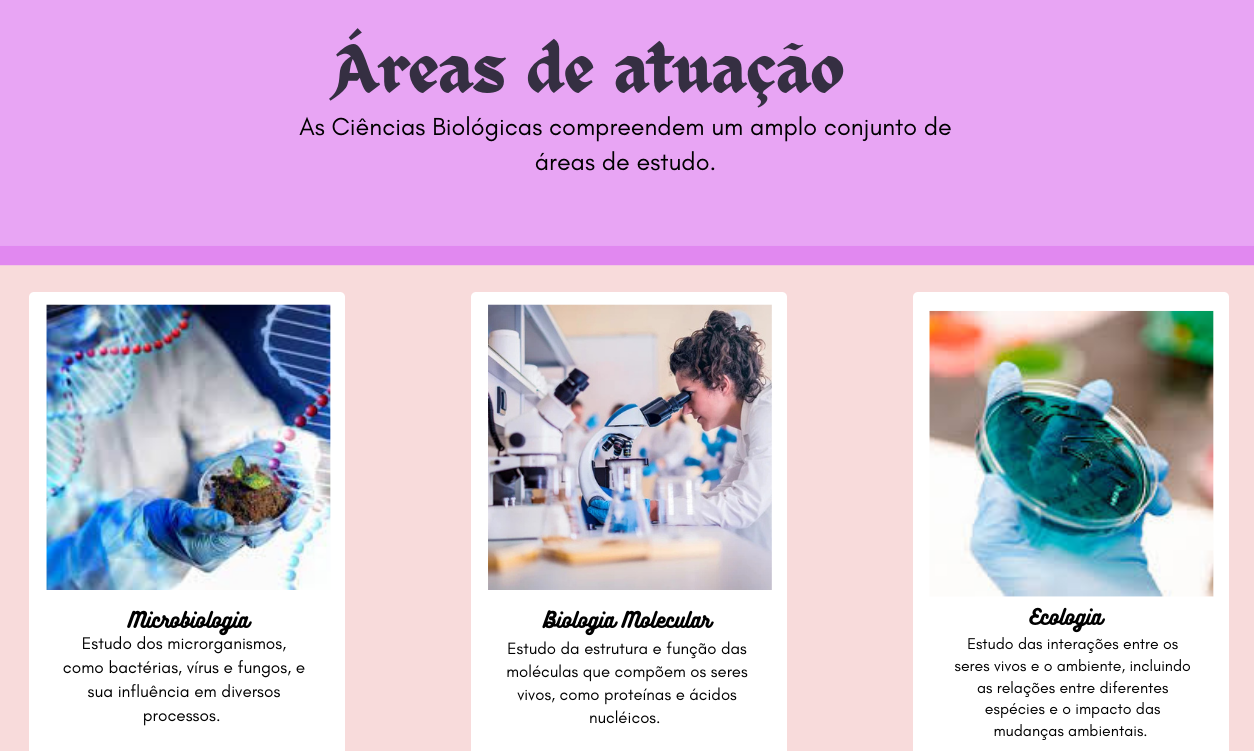 Áreas de atuação
As Ciências Biológicas compreendem um amplo conjunto de
áreas de estudo.
Microbiologia
Estudo dos microrganismos,
como bactérias, vírus e fungos, e
sua influência em diversos
processos.
Biologia Molecular
Estudo da estrutura e função das
moléculas que compõem os seres
vivos, como proteínas e ácidos
nucléicos.
Ecologia
Estudo das interações entre os
seres vivos e o ambiente, incluindo
as relações entre diferentes
espécies e o impacto das
mudanças ambientais.